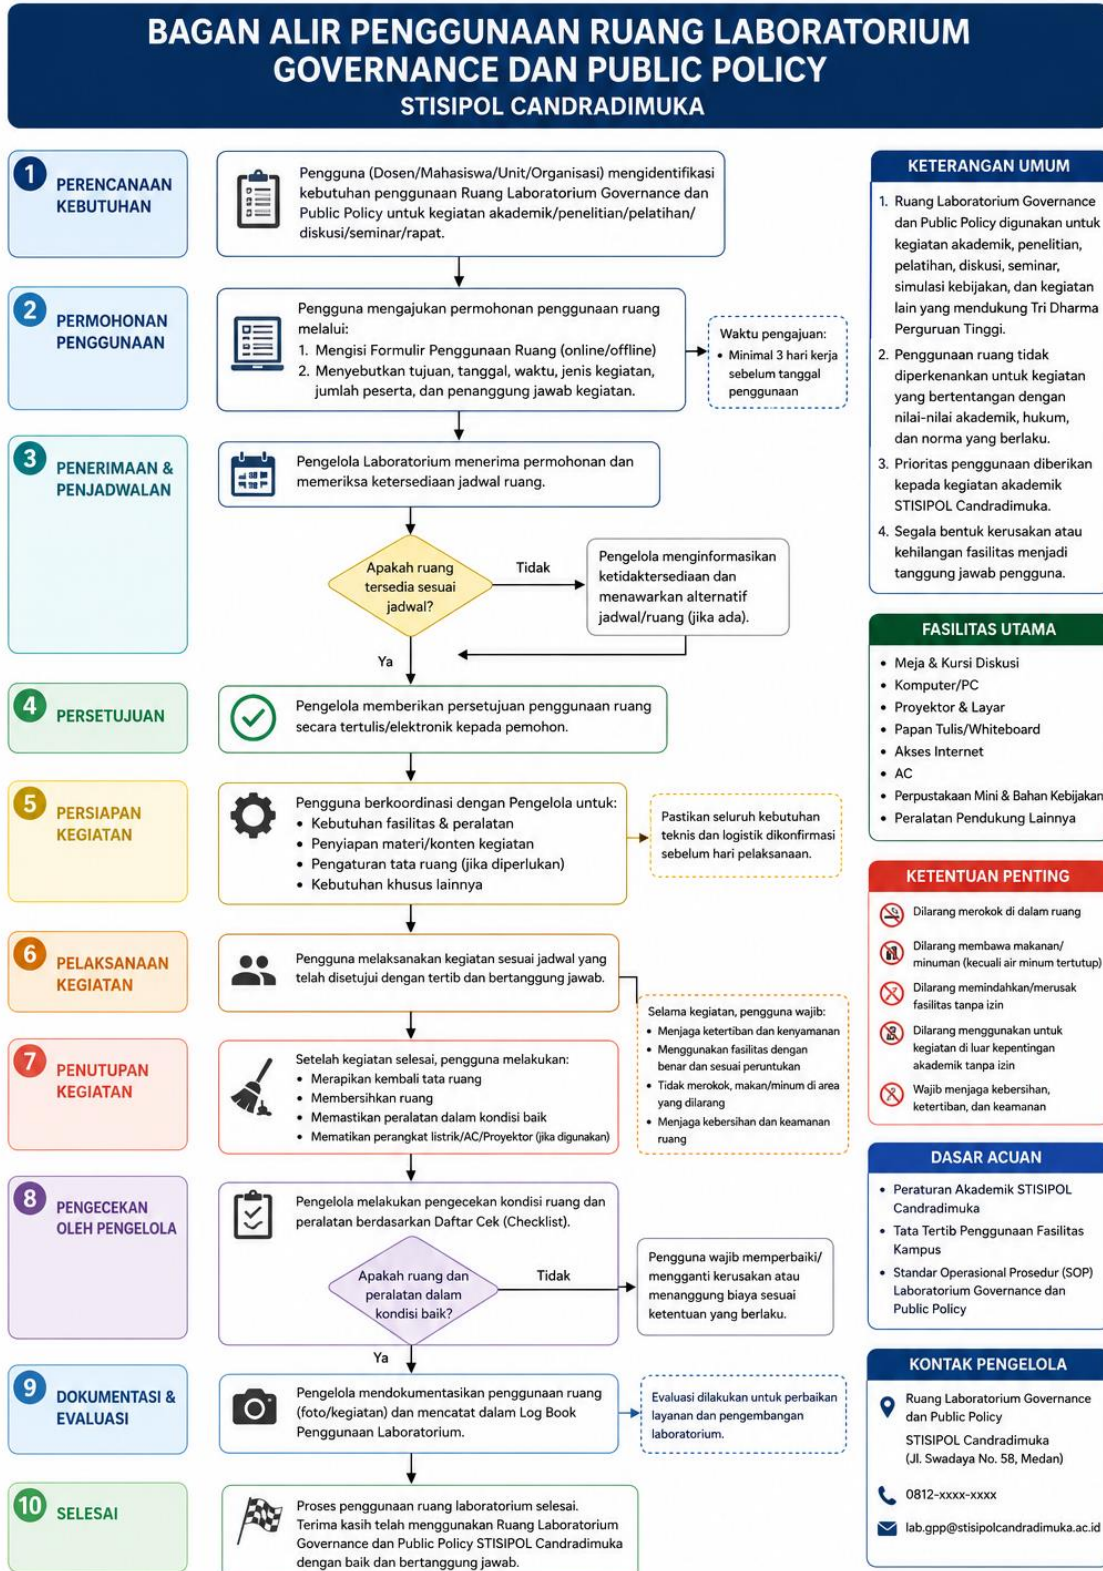 BAGAN ALIR PENGGUNAAN RUANG LABORATORIUM
GOVERNANCE DAN PUBLIC POLICY
STISIPOL CANDRADIMUKA
1
PERENCANAAN
KEBUTUHAN
Pengguna (Dosen/Mahasiswa/Unit/Organisasi) mengidentifikasi
kebutuhan penggunaan Ruang Laboratorium Governance dan
Public Policy untuk kegiatan akademik/penelitian/pelatihan/
diskusi/seminar/rapat.
2
PERMOHONAN
PENGGUNAAN
Pengguna mengajukan permohonan penggunaan ruang
melalui:
1. Mengisi Formulir Penggunaan Ruang (online/offline)
2. Menyebutkan tujuan, tanggal, waktu, jenis kegiatan,
jumlah peserta, dan penanggung jawab kegiatan.
Waktu pengajuan:
• Minimal 3 hari kerja
sebelum tanggal
penggunaan
3
PENERIMAAN &
PENJADWALAN
Pengelola Laboratorium menerima permohonan dan
memeriksa ketersediaan jadwal ruang.
Apakah ruang
tersedia sesuai
jadwal?
Tidak
Pengelola menginformasikan
ketidaktersediaan dan
menawarkan alternatif
jadwal/ruang (jika ada).
Ya
4
PERSETUJUAN
Pengelola memberikan persetujuan penggunaan ruang
secara tertulis/elektronik kepada pemohon.
5
PERSIAPAN
KEGIATAN
Pengguna berkoordinasi dengan Pengelola untuk:
• Kebutuhan fasilitas & peralatan
• Penyiapan materi/konten kegiatan
• Pengaturan tata ruang (jika diperlukan)
• Kebutuhan khusus lainnya
Pastikan seluruh kebutuhan
teknis dan logistik dikonfirmasi
sebelum hari pelaksanaan.
6
PELAKSANAAN
KEGIATAN
Pengguna melaksanakan kegiatan sesuai jadwal yang
telah disetujui dengan tertib dan bertanggung jawab.
Selama kegiatan, pengguna wajib:
• Menjaga ketertiban dan kenyamanan
• Menggunakan fasilitas dengan
benar dan sesuai peruntukan
• Tidak merokok, makan/minum di area
yang dilarang
• Menjaga kebersihan dan keamanan
ruang
7
PENUTUPAN
KEGIATAN
Setelah kegiatan selesai, pengguna melakukan:
• Merapikan kembali tata ruang
• Membersihkan ruang
• Memastikan peralatan dalam kondisi baik
• Mematikan perangkat listrik/AC/Proyektor (jika digunakan)
8
PENGECEKAN
OLEH PENGELOLA
Pengelola melakukan pengecekan kondisi ruang dan
peralatan berdasarkan Daftar Cek (Checklist).
Apakah ruang dan
peralatan dalam
kondisi baik?
Tidak
Pengguna wajib memperbaiki/
mengganti kerusakan atau
menanggung biaya sesuai
ketentuan yang berlaku.
Ya
9
DOKUMENTASI &
EVALUASI
Pengelola mendokumentasikan penggunaan ruang
(foto/kegiatan) dan mencatat dalam Log Book
Penggunaan Laboratorium.
Evaluasi dilakukan untuk perbaikan
layanan dan pengembangan
laboratorium.
10
SELESAI
Proses penggunaan ruang laboratorium selesai.
Terima kasih telah menggunakan Ruang Laboratorium
Governance dan Public Policy STISIPOL Candradimuka
dengan baik dan bertanggung jawab.
KETERANGAN UMUM
1. Ruang Laboratorium Governance
dan Public Policy digunakan untuk
kegiatan akademik, penelitian,
pelatihan, diskusi, seminar,
simulasi kebijakan, dan kegiatan
lain yang mendukung Tri Dharma
Perguruan Tinggi.
2. Penggunaan ruang tidak
diperkenankan untuk kegiatan
yang bertentangan dengan
nilai-nilai akademik, hukum,
dan norma yang berlaku.
3. Prioritas penggunaan diberikan
kepada kegiatan akademik
STISIPOL Candradimuka.
4. Segala bentuk kerusakan atau
kehilangan fasilitas menjadi
tanggung jawab pengguna.
FASILITAS UTAMA
• Meja & Kursi Diskusi
• Komputer/PC
• Proyektor & Layar
• Papan Tulis/Whiteboard
• Akses Internet
• AC
• Perpustakaan Mini & Bahan Kebijakan
• Peralatan Pendukung Lainnya
KETENTUAN PENTING
Dilarang merokok di dalam ruang
Dilarang membawa makanan/
minuman (kecuali air minum tertutup)
Dilarang memindahkan/merusak
fasilitas tanpa izin
Dilarang menggunakan untuk
kegiatan di luar kepentingan
akademik tanpa izin
Wajib menjaga kebersihan,
ketertiban, dan keamanan
DASAR ACUAN
• Peraturan Akademik STISIPOL
Candradimuka
• Tata Tertib Penggunaan Fasilitas
Kampus
• Standar Operasional Prosedur (SOP)
Laboratorium Governance dan
Public Policy
KONTAK PENGELOLA
Ruang Laboratorium Governance
dan Public Policy
STISIPOL Candradimuka
(Jl. Swadaya No. 58, Medan)
0812-xxxx-xxxx
lab.gpp@stisipolcandradimuka.ac.id